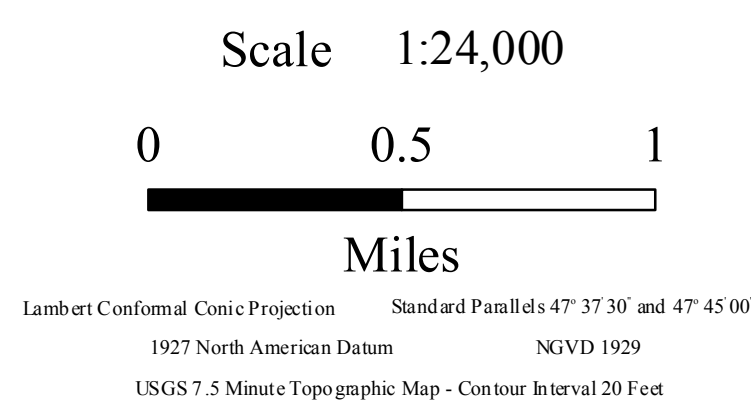 Scale 1:24,000
0 0.5 1
Miles
Lambert Conformal Conic Projection Standard Parallels 47° 37' 30" and 47° 45' 00"
1927 North American Datum NGVD 1929
USGS 7.5 Minute Topographic Map - Contour Interval 20 Feet